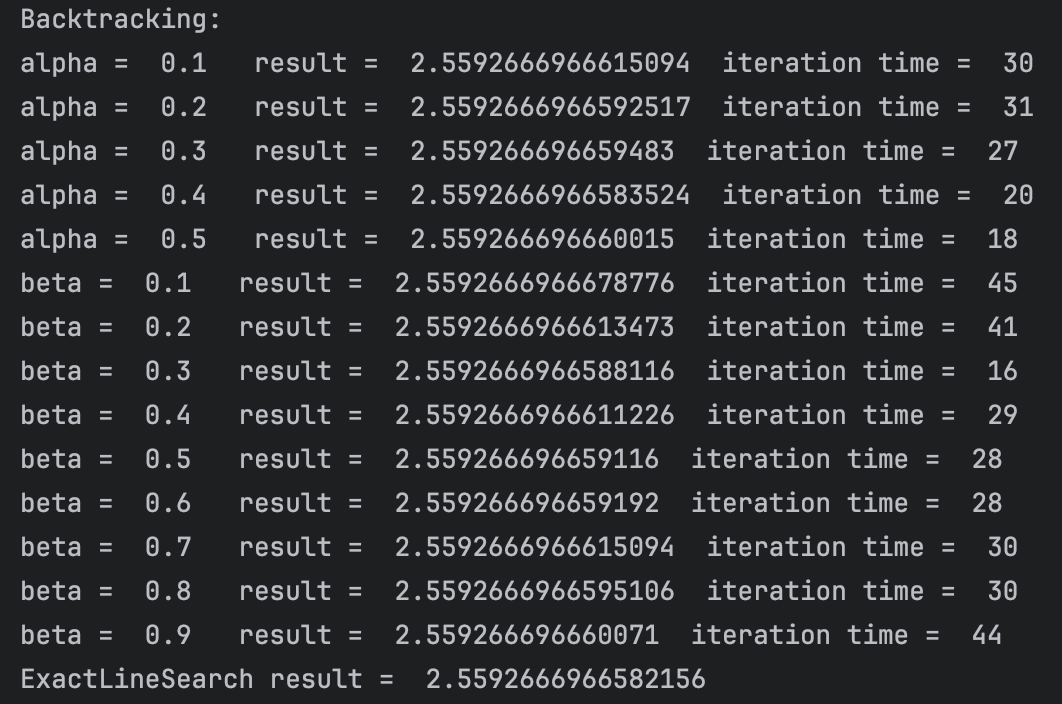 Backtracking:
alpha =  0.1   result =  2.5592666966615094  iteration time =  30
alpha =  0.2   result =  2.5592666966592517  iteration time =  31
alpha =  0.3   result =  2.559266696659483  iteration time =  27
alpha =  0.4   result =  2.5592666966583524  iteration time =  20
alpha =  0.5   result =  2.559266696660015  iteration time =  18
beta =  0.1   result =  2.5592666966678776  iteration time =  45
beta =  0.2   result =  2.5592666966613473  iteration time =  41
beta =  0.3   result =  2.5592666966588116  iteration time =  16
beta =  0.4   result =  2.5592666966611226  iteration time =  29
beta =  0.5   result =  2.559266696659116  iteration time =  28
beta =  0.6   result =  2.559266696659192  iteration time =  28
beta =  0.7   result =  2.5592666966615094  iteration time =  30
beta =  0.8   result =  2.5592666966595106  iteration time =  30
beta =  0.9   result =  2.559266696660071  iteration time =  44
ExactLineSearch result =  2.5592666966582156